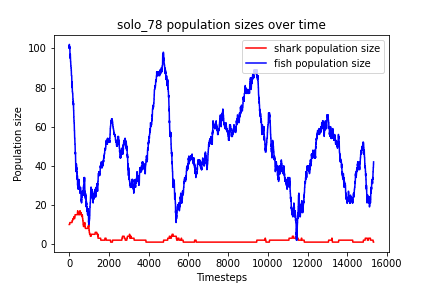 solo_78 population sizes over time
shark population size
fish population size
Population size
100
80
60
40
20
0
0 2000 4000 6000 8000 10000 12000 14000 16000
Timesteps